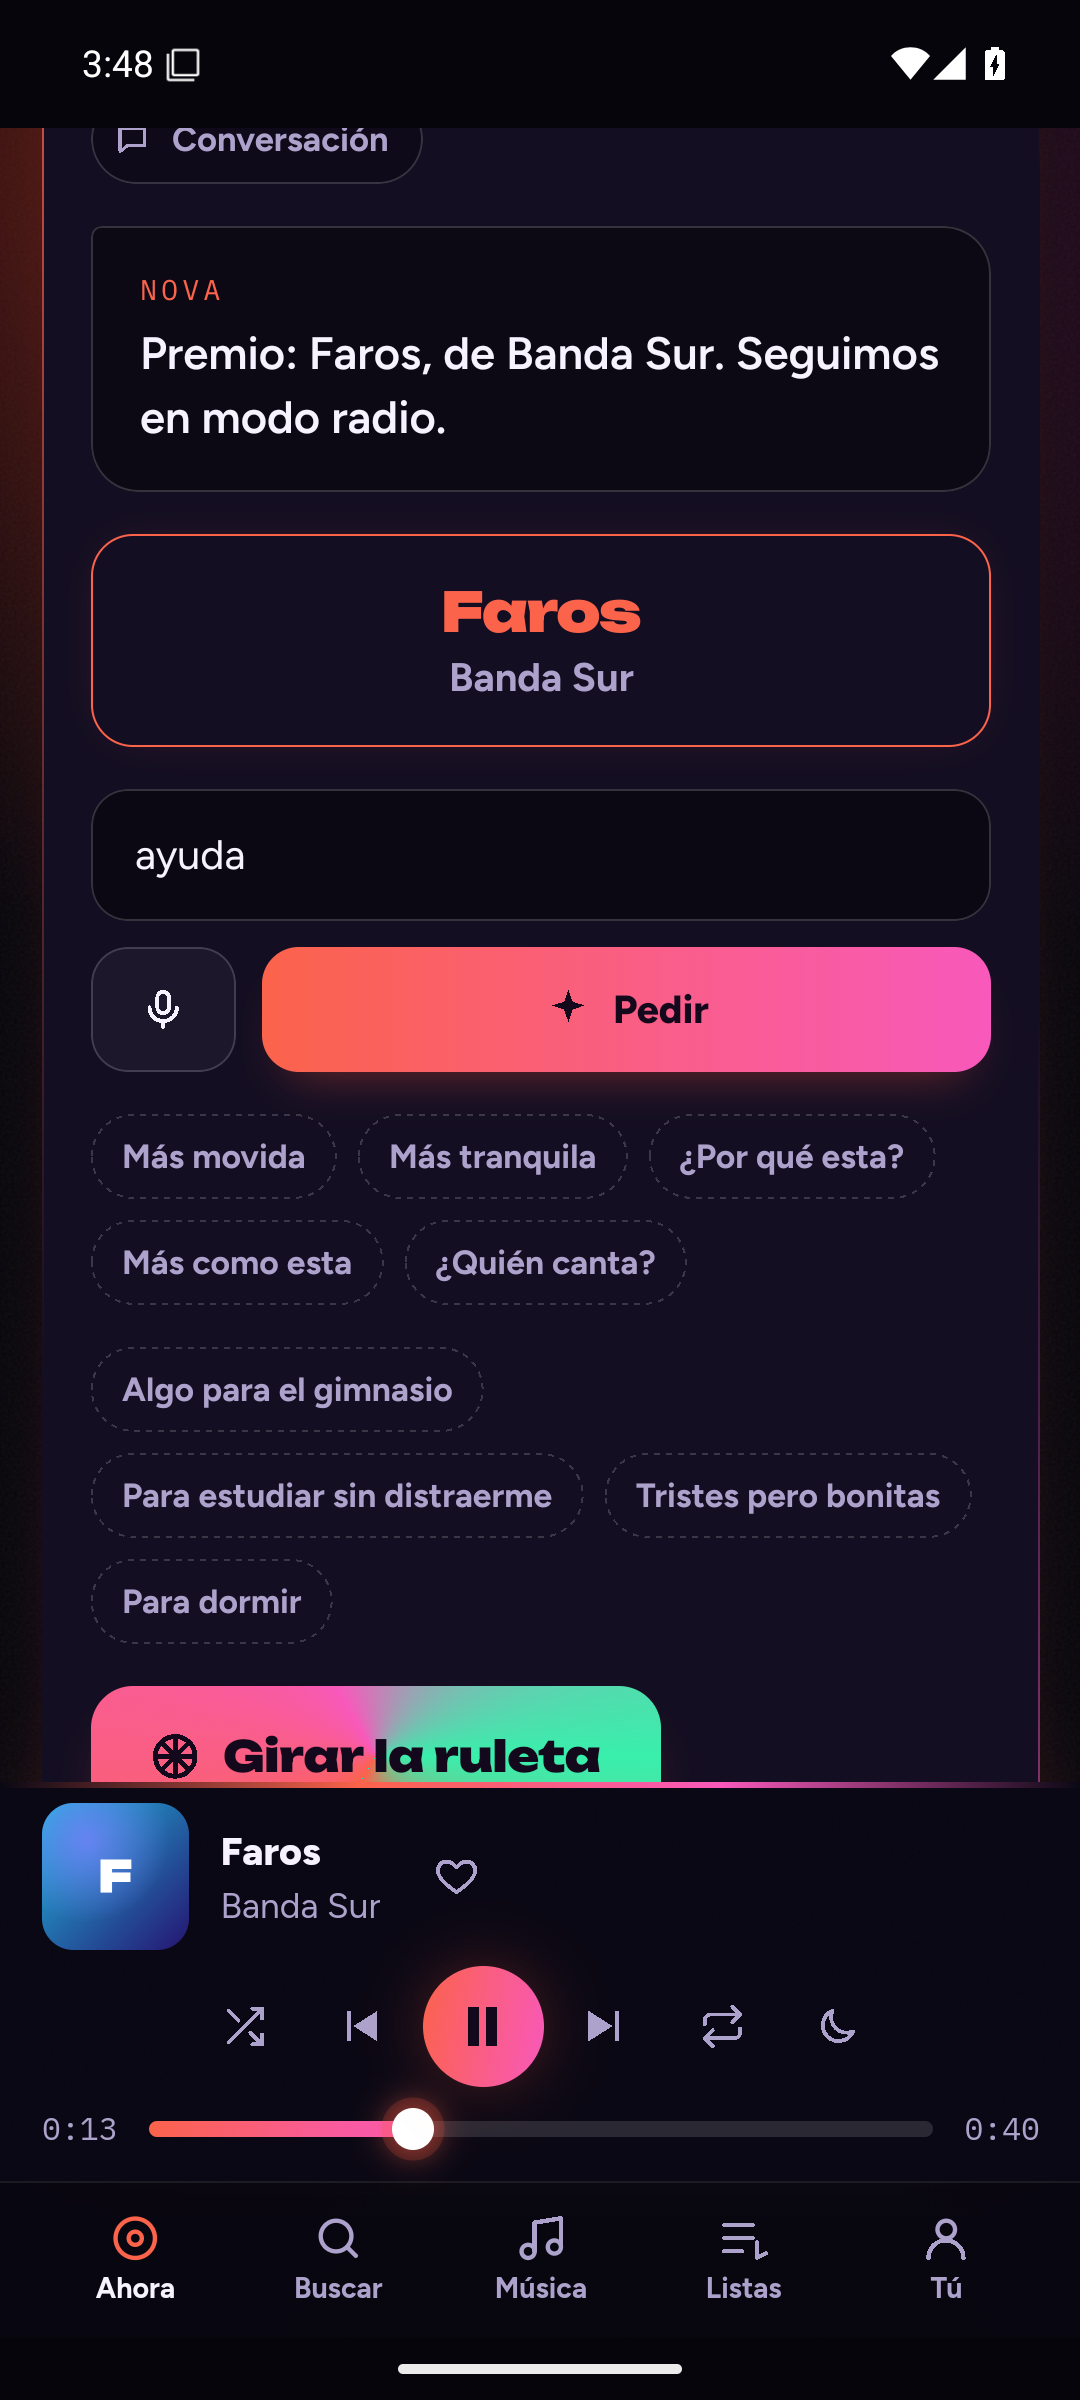 3:48
Conversación
NOVA
Premio: Faros, de Banda Sur. Seguimos
en modo radio.
Faros
Banda Sur
ayuda
Pedir
Más movida
Más tranquila
¿Por qué esta?
Más como esta
¿Quién canta?
Algo para el gimnasio
Para estudiar sin distraerme
Tristes pero bonitas
Para dormir
Girar la ruleta
F
Faros
Banda Sur
0:13
0:40
Ahora
Buscar
Música
Listas
Tú